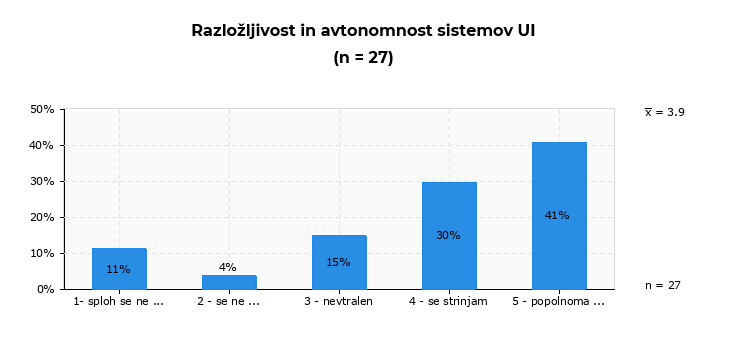 Razložljivost in avtonomnost sistemov UI
(n = 27)
50%
x̅ = 3.9
40%
30%
20%
10%
0%
11%
4%
15%
30%
41%
n = 27
1- sploh se ne ...
2 - se ne ...
3 - nevtralen
4 - se strinjam
5 - popolnoma ...